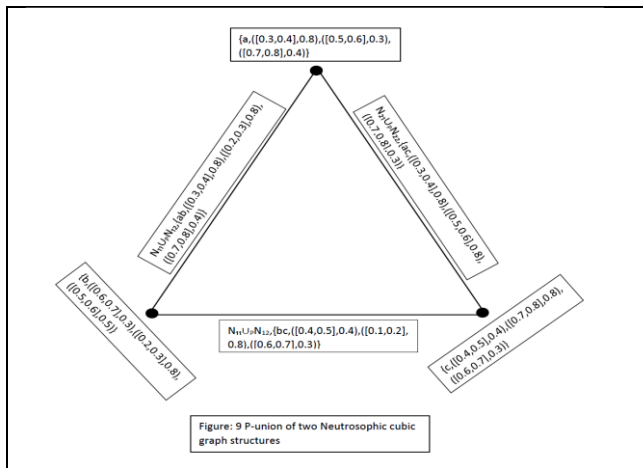 {a,([0.3,0.4],0.8),([0.5,0.6],0.3),
([0.7,0.8],0.4)}
N₁₁UₚN₁₂,{ab,([0.3,0.4],0.8),([0.2,0.3],0.8),
([0.7,0.8],0.4)}
N₂₁UₚN₂₂,{ac,([0.3,0.4],0.8),([0.5,0.6],0.8),
([0.7,0.8],0.3)}
{b,([0.6,0.7],0.3),([0.2,0.3],0.8),
([0.5,0.6],0.5)}
N₁₁UₚN₁₂,{bc,([0.4,0.5],0.4),([0.1,0.2],
0.8),([0.6,0.7],0.3)}
{c,([0.4,0.5],0.4),([0.7,0.8],0.8),
([0.6,0.7],0.3)}
Figure: 9 P-union of two Neutrosophic cubic
graph structures